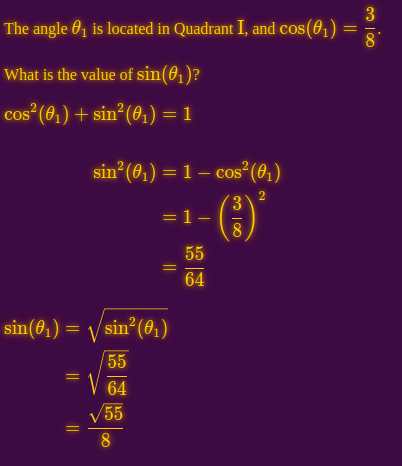 The angle θ₁ is located in Quadrant I, and cos(θ₁) = 3/8.
What is the value of sin(θ₁)?
cos²(θ₁) + sin²(θ₁) = 1
sin²(θ₁) = 1 − cos²(θ₁)
= 1 − (3/8)²
= 55/64
sin(θ₁) = √(sin²(θ₁))
= √(55/64)
= √55/8